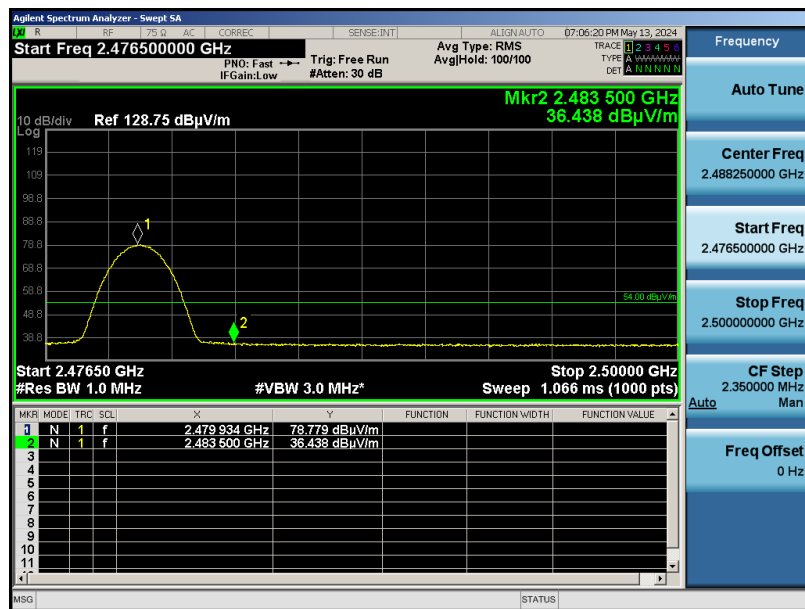 Agilent Spectrum Analyzer - Swept SA
LXI R RF 75 Ω AC CORREC SENSE:INT ALIGN AUTO 07:06:20 PM May 13, 2024
Start Freq 2.476500000 GHz
PNO: Fast
IFGain:Low
Trig: Free Run
#Atten: 30 dB
Avg Type: RMS
Avg|Hold: 100/100
TRACE 1 2 3 4 5 6
TYPE A
DET A N N N N N
Mkr2 2.483 500 GHz
36.438 dBµV/m
10 dB/div Ref 128.75 dBµV/m
Log
119
109
98.8
88.8
78.8
68.8
58.8
48.8
38.8
1
2
54.00 dBµV/m
Start 2.47650 GHz Stop 2.50000 GHz
#Res BW 1.0 MHz #VBW 3.0 MHz* Sweep 1.066 ms (1000 pts)
MKR MODE TRC SCL X Y FUNCTION FUNCTION WIDTH FUNCTION VALUE
1 N 1 f 2.479 934 GHz 78.779 dBµV/m
2 N 1 f 2.483 500 GHz 36.438 dBµV/m
3
4
5
6
7
8
9
10
11
MSG STATUS
Frequency
Auto Tune
Center Freq
2.488250000 GHz
Start Freq
2.476500000 GHz
Stop Freq
2.500000000 GHz
CF Step
2.350000 MHz
Auto Man
Freq Offset
0 Hz